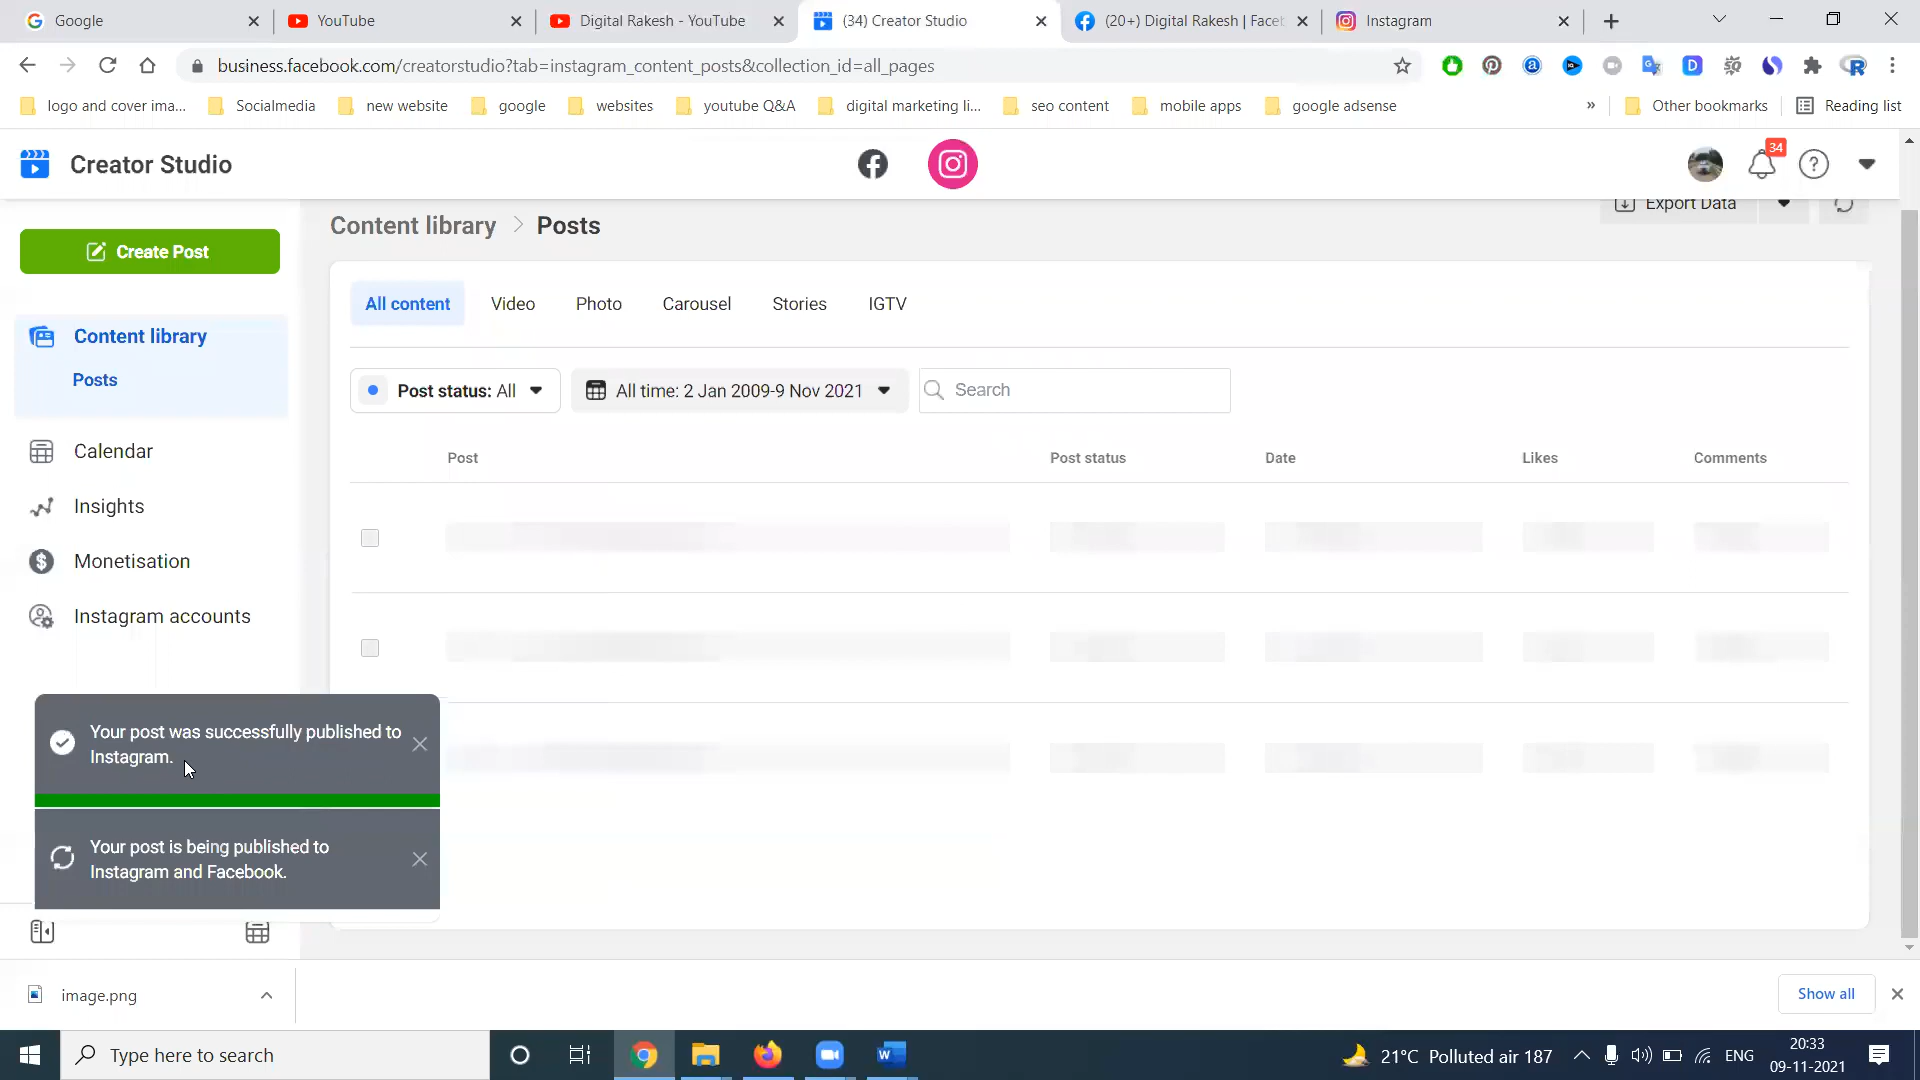 Google
YouTube
Digital Rakesh - YouTube
(34) Creator Studio
(20+) Digital Rakesh | Faceb
Instagram
business.facebook.com/creatorstudio?tab=instagram_content_posts&collection_id=all_pages
logo and cover ima...
Socialmedia
new website
google
websites
youtube Q&A
digital marketing li...
seo content
mobile apps
google adsense
»
Other bookmarks
Reading list
Creator Studio
34
Create Post
Content library
Posts
Calendar
Insights
Monetisation
Instagram accounts
Content library > Posts
Export Data
All content
Video
Photo
Carousel
Stories
IGTV
Post status: All
All time: 2 Jan 2009-9 Nov 2021
Search
Post
Post status
Date
Likes
Comments
Your post was successfully published to
Instagram.
Your post is being published to
Instagram and Facebook.
image.png
Show all
Type here to search
21°C Polluted air 187
ENG
20:33
09-11-2021